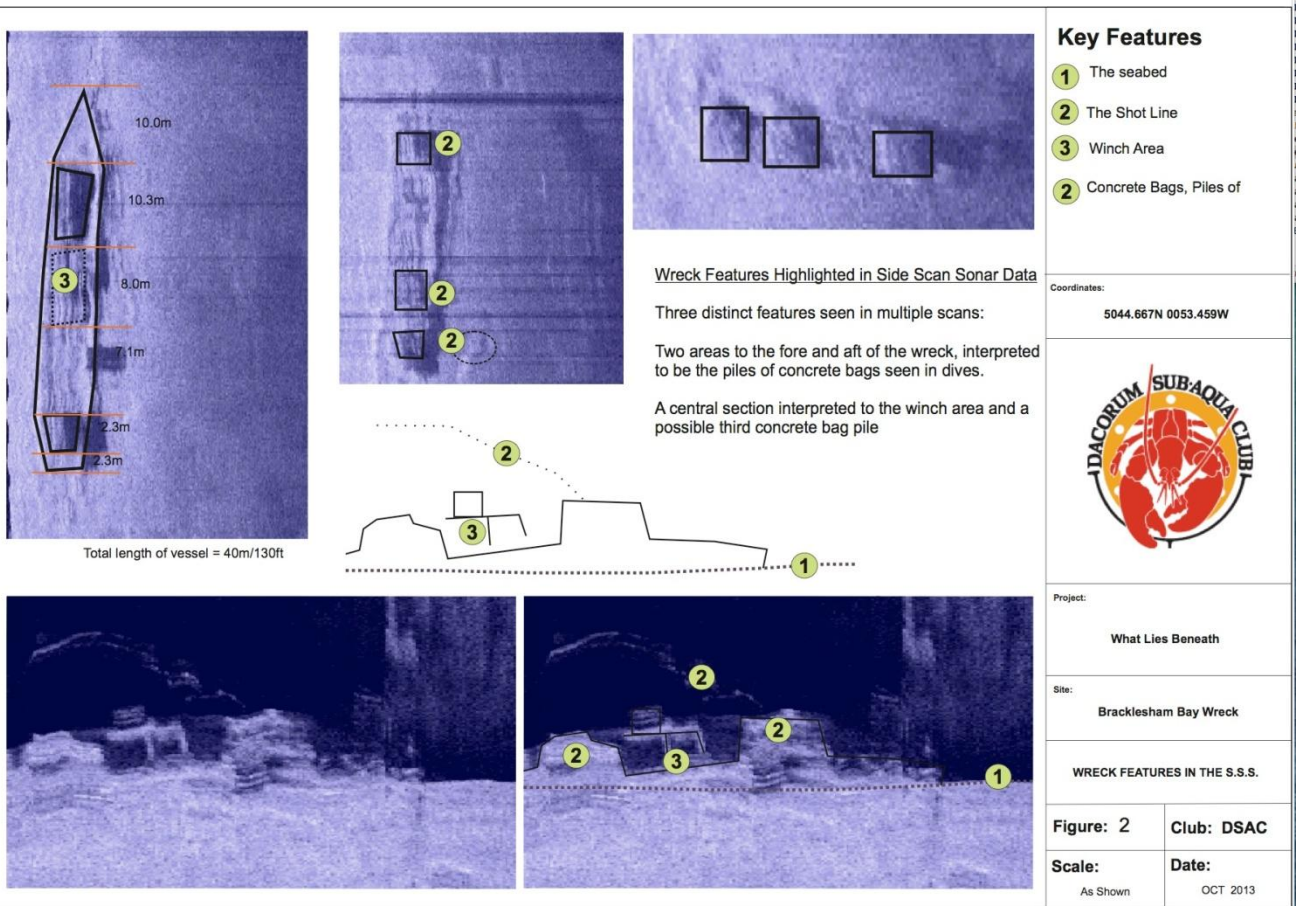 10.0m
10.3m
3
8.0m
7.1m
2.3m
2.3m
Total length of vessel = 40m/130ft
2
2
2
Wreck Features Highlighted in Side Scan Sonar Data
Three distinct features seen in multiple scans:
Two areas to the fore and aft of the wreck, interpreted
to be the piles of concrete bags seen in dives.
A central section interpreted to the winch area and a
possible third concrete bag pile
2
3
1
2
2
2
3
1
Key Features
1 The seabed
2 The Shot Line
3 Winch Area
2 Concrete Bags, Piles of
Coordinates:
5044.667N 0053.459W
DACORUM SUB-AQUA CLUB
Project:
What Lies Beneath
Site:
Bracklesham Bay Wreck
WRECK FEATURES IN THE S.S.S.
Figure: 2
Club: DSAC
Scale:
As Shown
Date:
OCT 2013